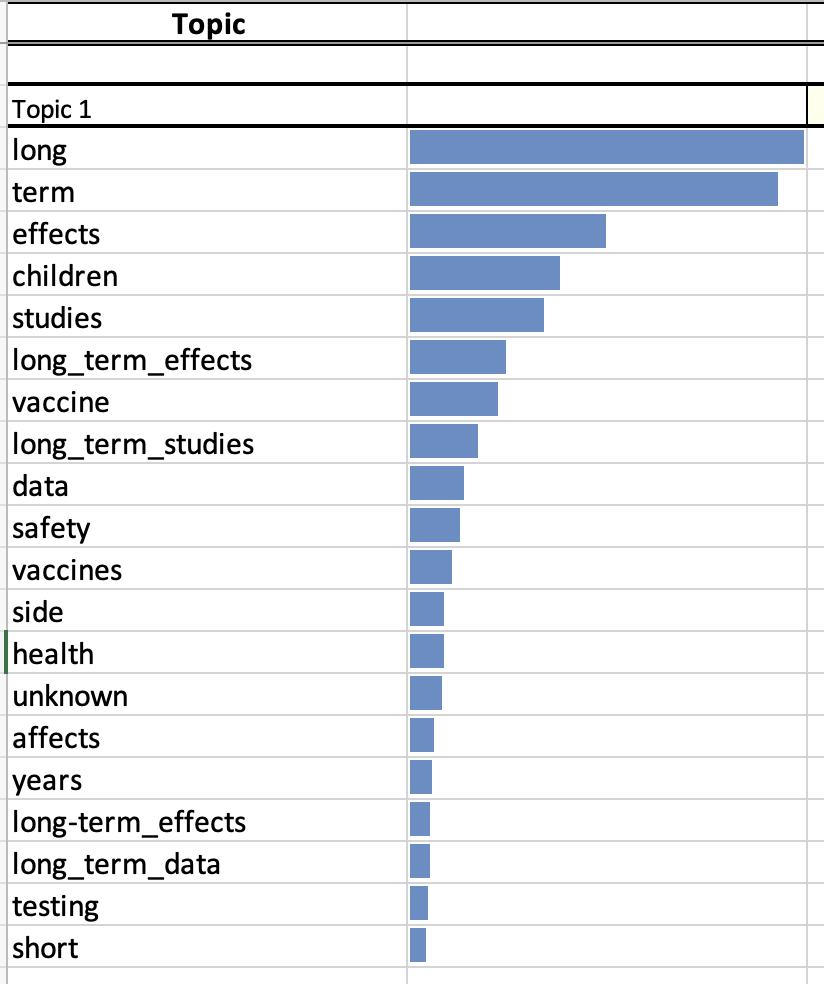 Topic
Topic 1
long
term
effects
children
studies
long_term_effects
vaccine
long_term_studies
data
safety
vaccines
side
health
unknown
affects
years
long-term_effects
long_term_data
testing
short